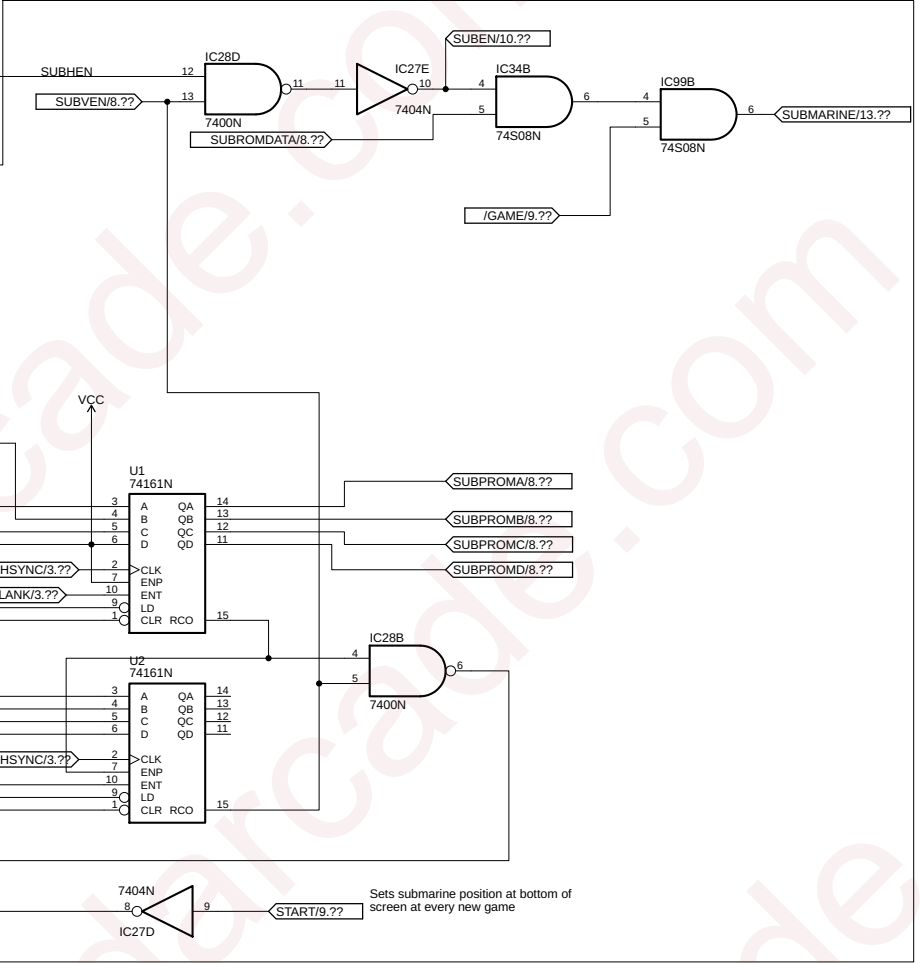 SUBEN/10.??
IC28D
SUBHEN
12
11
11
IC27E
10
IC34B
4
6
IC99B
4
6
SUBMARINE/13.??
SUBVEN/8.??
13
7400N
7404N
5
SUBROMDATA/8.??
74S08N
5
74S08N
/GAME/9.??
VCC
U1
74161N
3
A
QA
14
SUBPROMA/8.??
4
B
QB
13
SUBPROMB/8.??
5
C
QC
12
SUBPROMC/8.??
6
D
QD
11
SUBPROMD/8.??
HSYNC/3.??
2
CLK
7
ENP
LANK/3.??
10
ENT
9
LD
1
CLR
RCO
15
IC28B
4
6
5
7400N
U2
74161N
3
A
QA
14
4
B
QB
13
5
C
QC
12
6
D
QD
11
HSYNC/3.??
2
CLK
7
ENP
10
ENT
9
LD
1
CLR
RCO
15
7404N
8
9
IC27D
START/9.??
Sets submarine position at bottom of
screen at every new game
cade.com
darcade.com
de